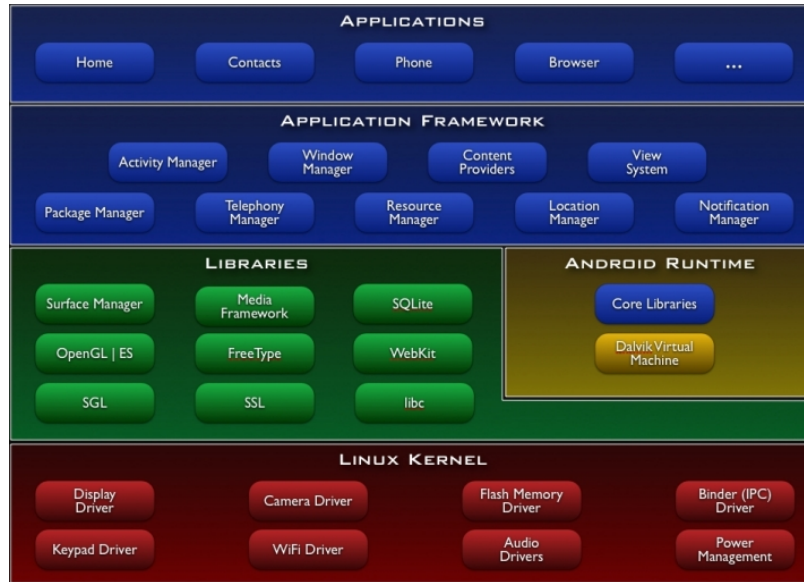 APPLICATIONS
Home
Contacts
Phone
Browser
...
APPLICATION FRAMEWORK
Activity Manager
Window
Manager
Content
Providers
View
System
Package Manager
Telephony
Manager
Resource
Manager
Location
Manager
Notification
Manager
LIBRARIES
Surface Manager
Media
Framework
SQLite
OpenGL | ES
FreeType
WebKit
SGL
SSL
libc
ANDROID RUNTIME
Core Libraries
Dalvik Virtual
Machine
LINUX KERNEL
Display
Driver
Camera Driver
Flash Memory
Driver
Binder (IPC)
Driver
Keypad Driver
WiFi Driver
Audio
Drivers
Power
Management